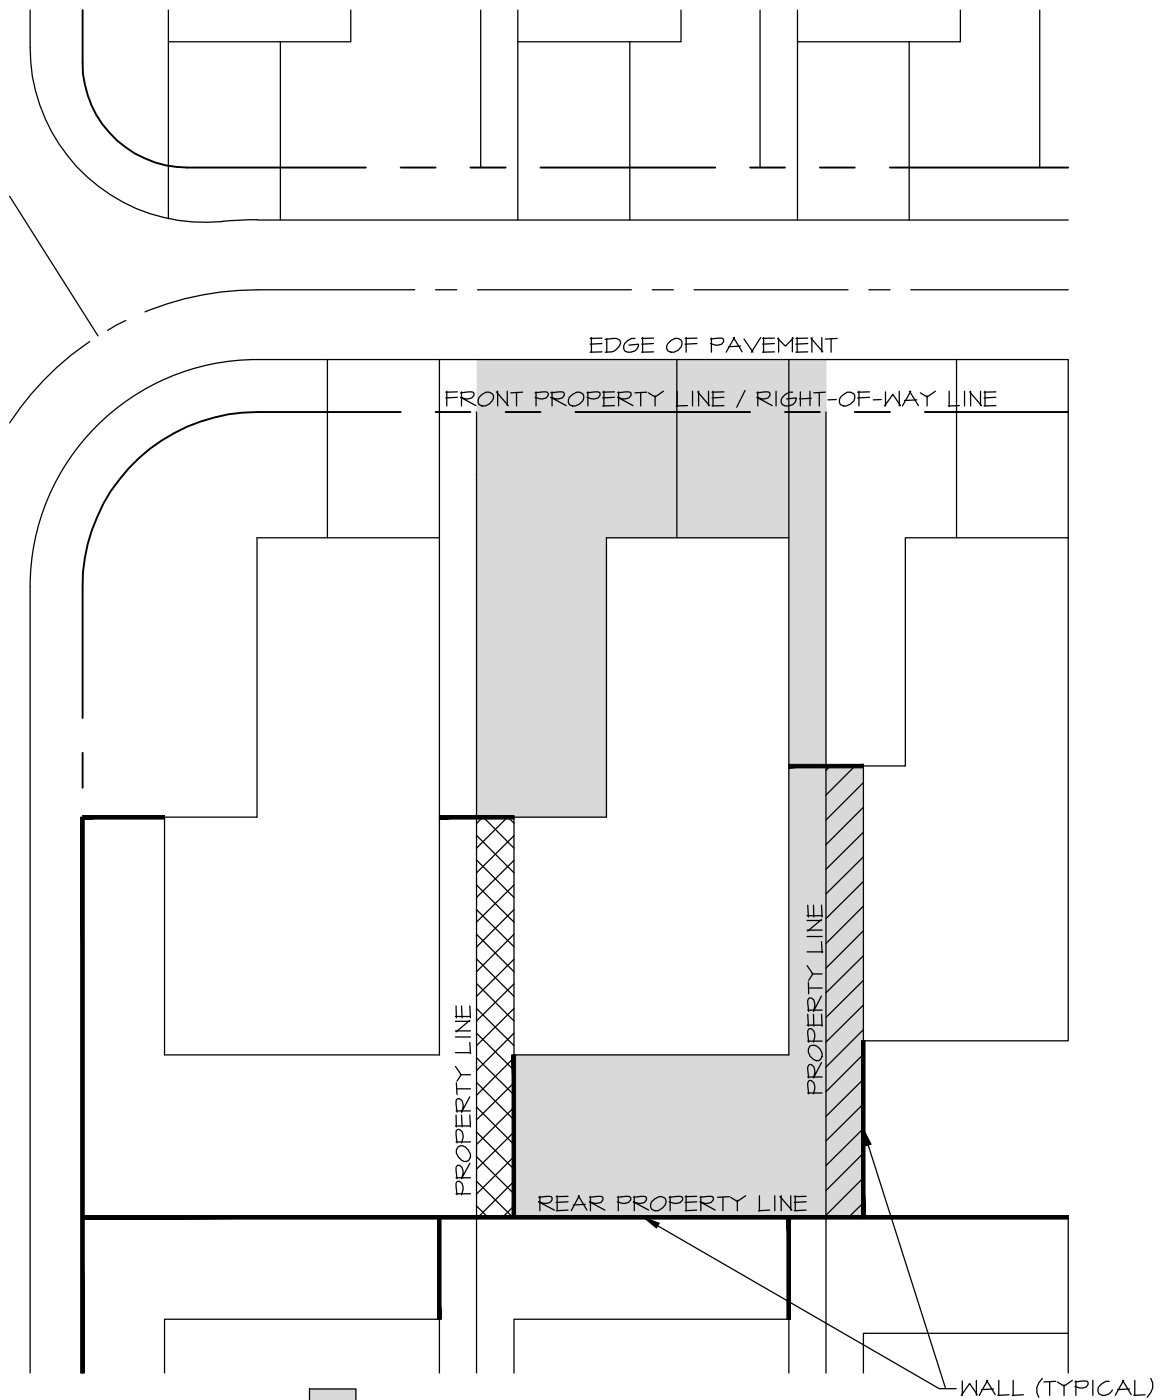 EDGE OF PAVEMENT
FRONT PROPERTY LINE / RIGHT-OF-WAY LINE
PROPERTY LINE
PROPERTY LINE
REAR PROPERTY LINE
WALL (TYPICAL)